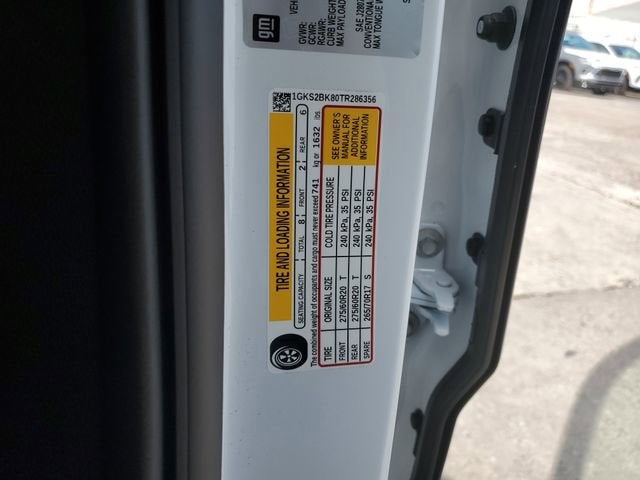 gm
VEH
GVWR:
GCWR:
RGAWR:
CURB WEIGHT
MAX PAYLOAD
SAE J2807
CONVENTIONA
MAX TONGUE W
S
1GKS2BK80TR286356
TIRE AND LOADING INFORMATION
SEATING CAPACITY | TOTAL 8 | FRONT 2 | REAR 6
The combined weight of occupants and cargo must never exceed 741 kg or 1632 lbs
TIRE ORIGINAL SIZE COLD TIRE PRESSURE
FRONT 275/60R20 T 240 kPa, 35 PSI
REAR 275/60R20 T 240 kPa, 35 PSI
SPARE 265/70R17 S 240 kPa, 35 PSI
SEE OWNER'S
MANUAL FOR
ADDITIONAL
INFORMATION